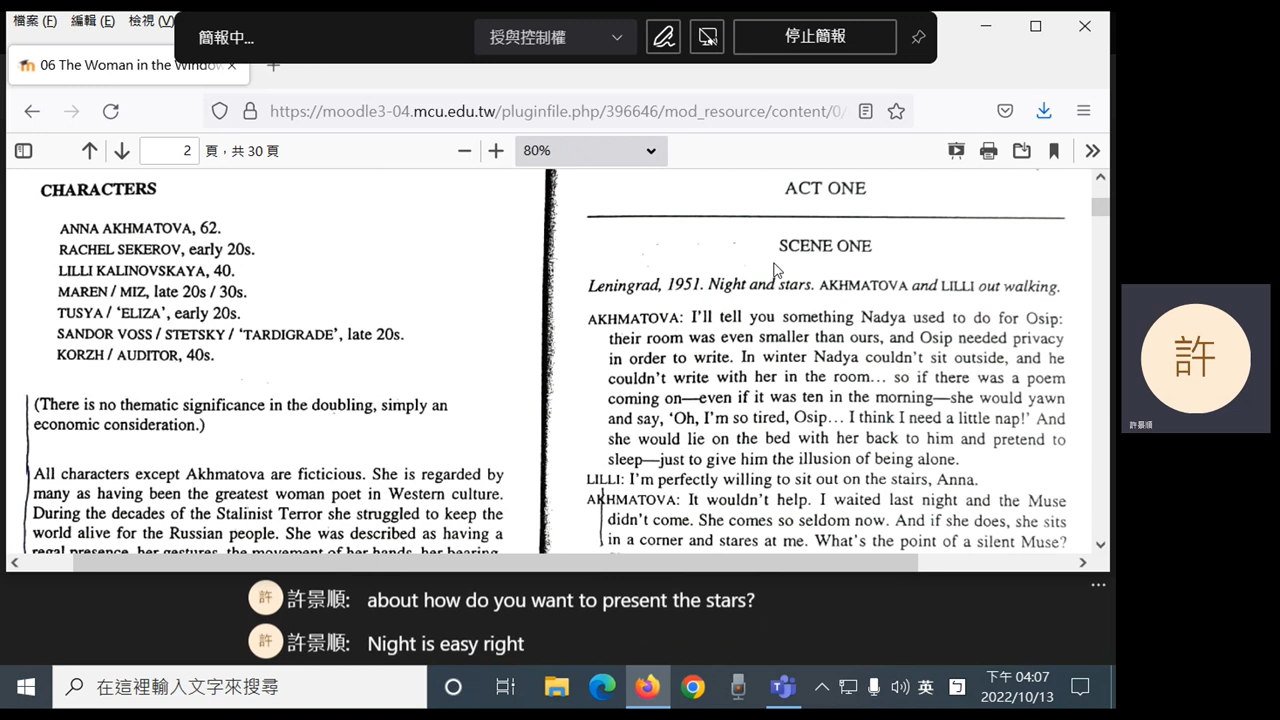 檔案 (F) 編輯 (E) 檢視 (V)
簡報中...
授與控制權
停止簡報
06 The Woman in the Window
https://moodle3-04.mcu.edu.tw/pluginfile.php/396646/mod_resource/content/0/
2 頁，共 30 頁
80%
CHARACTERS
ANNA AKHMATOVA, 62.
RACHEL SEKEROV, early 20s.
LILLI KALINOVSKAYA, 40.
MAREN / MIZ, late 20s / 30s.
TUSYA / ‘ELIZA’, early 20s.
SANDOR VOSS / STETSKY / ‘TARDIGRADE’, late 20s.
KORZH / AUDITOR, 40s.
(There is no thematic significance in the doubling, simply an
economic consideration.)
All characters except Akhmatova are ficticious. She is regarded by
many as having been the greatest woman poet in Western culture.
During the decades of the Stalinist Terror she struggled to keep the
world alive for the Russian people. She was described as having a
regal presence, her gestures, the movement of her hands, her bearing,
ACT ONE
SCENE ONE
Leningrad, 1951. Night and stars. AKHMATOVA and LILLI out walking.
AKHMATOVA: I'll tell you something Nadya used to do for Osip:
their room was even smaller than ours, and Osip needed privacy
in order to write. In winter Nadya couldn't sit outside, and he
couldn't write with her in the room... so if there was a poem
coming on—even if it was ten in the morning—she would yawn
and say, ‘Oh, I'm so tired, Osip... I think I need a little nap!’ And
she would lie on the bed with her back to him and pretend to
sleep—just to give him the illusion of being alone.
LILLI: I'm perfectly willing to sit out on the stairs, Anna.
AKHMATOVA: It wouldn't help. I waited last night and the Muse
didn't come. She comes so seldom now. And if she does, she sits
in a corner and stares at me. What's the point of a silent Muse?
許
許景順
許 許景順: about how do you want to present the stars?
許 許景順: Night is easy right
在這裡輸入文字來搜尋
英
下午 04:07
2022/10/13